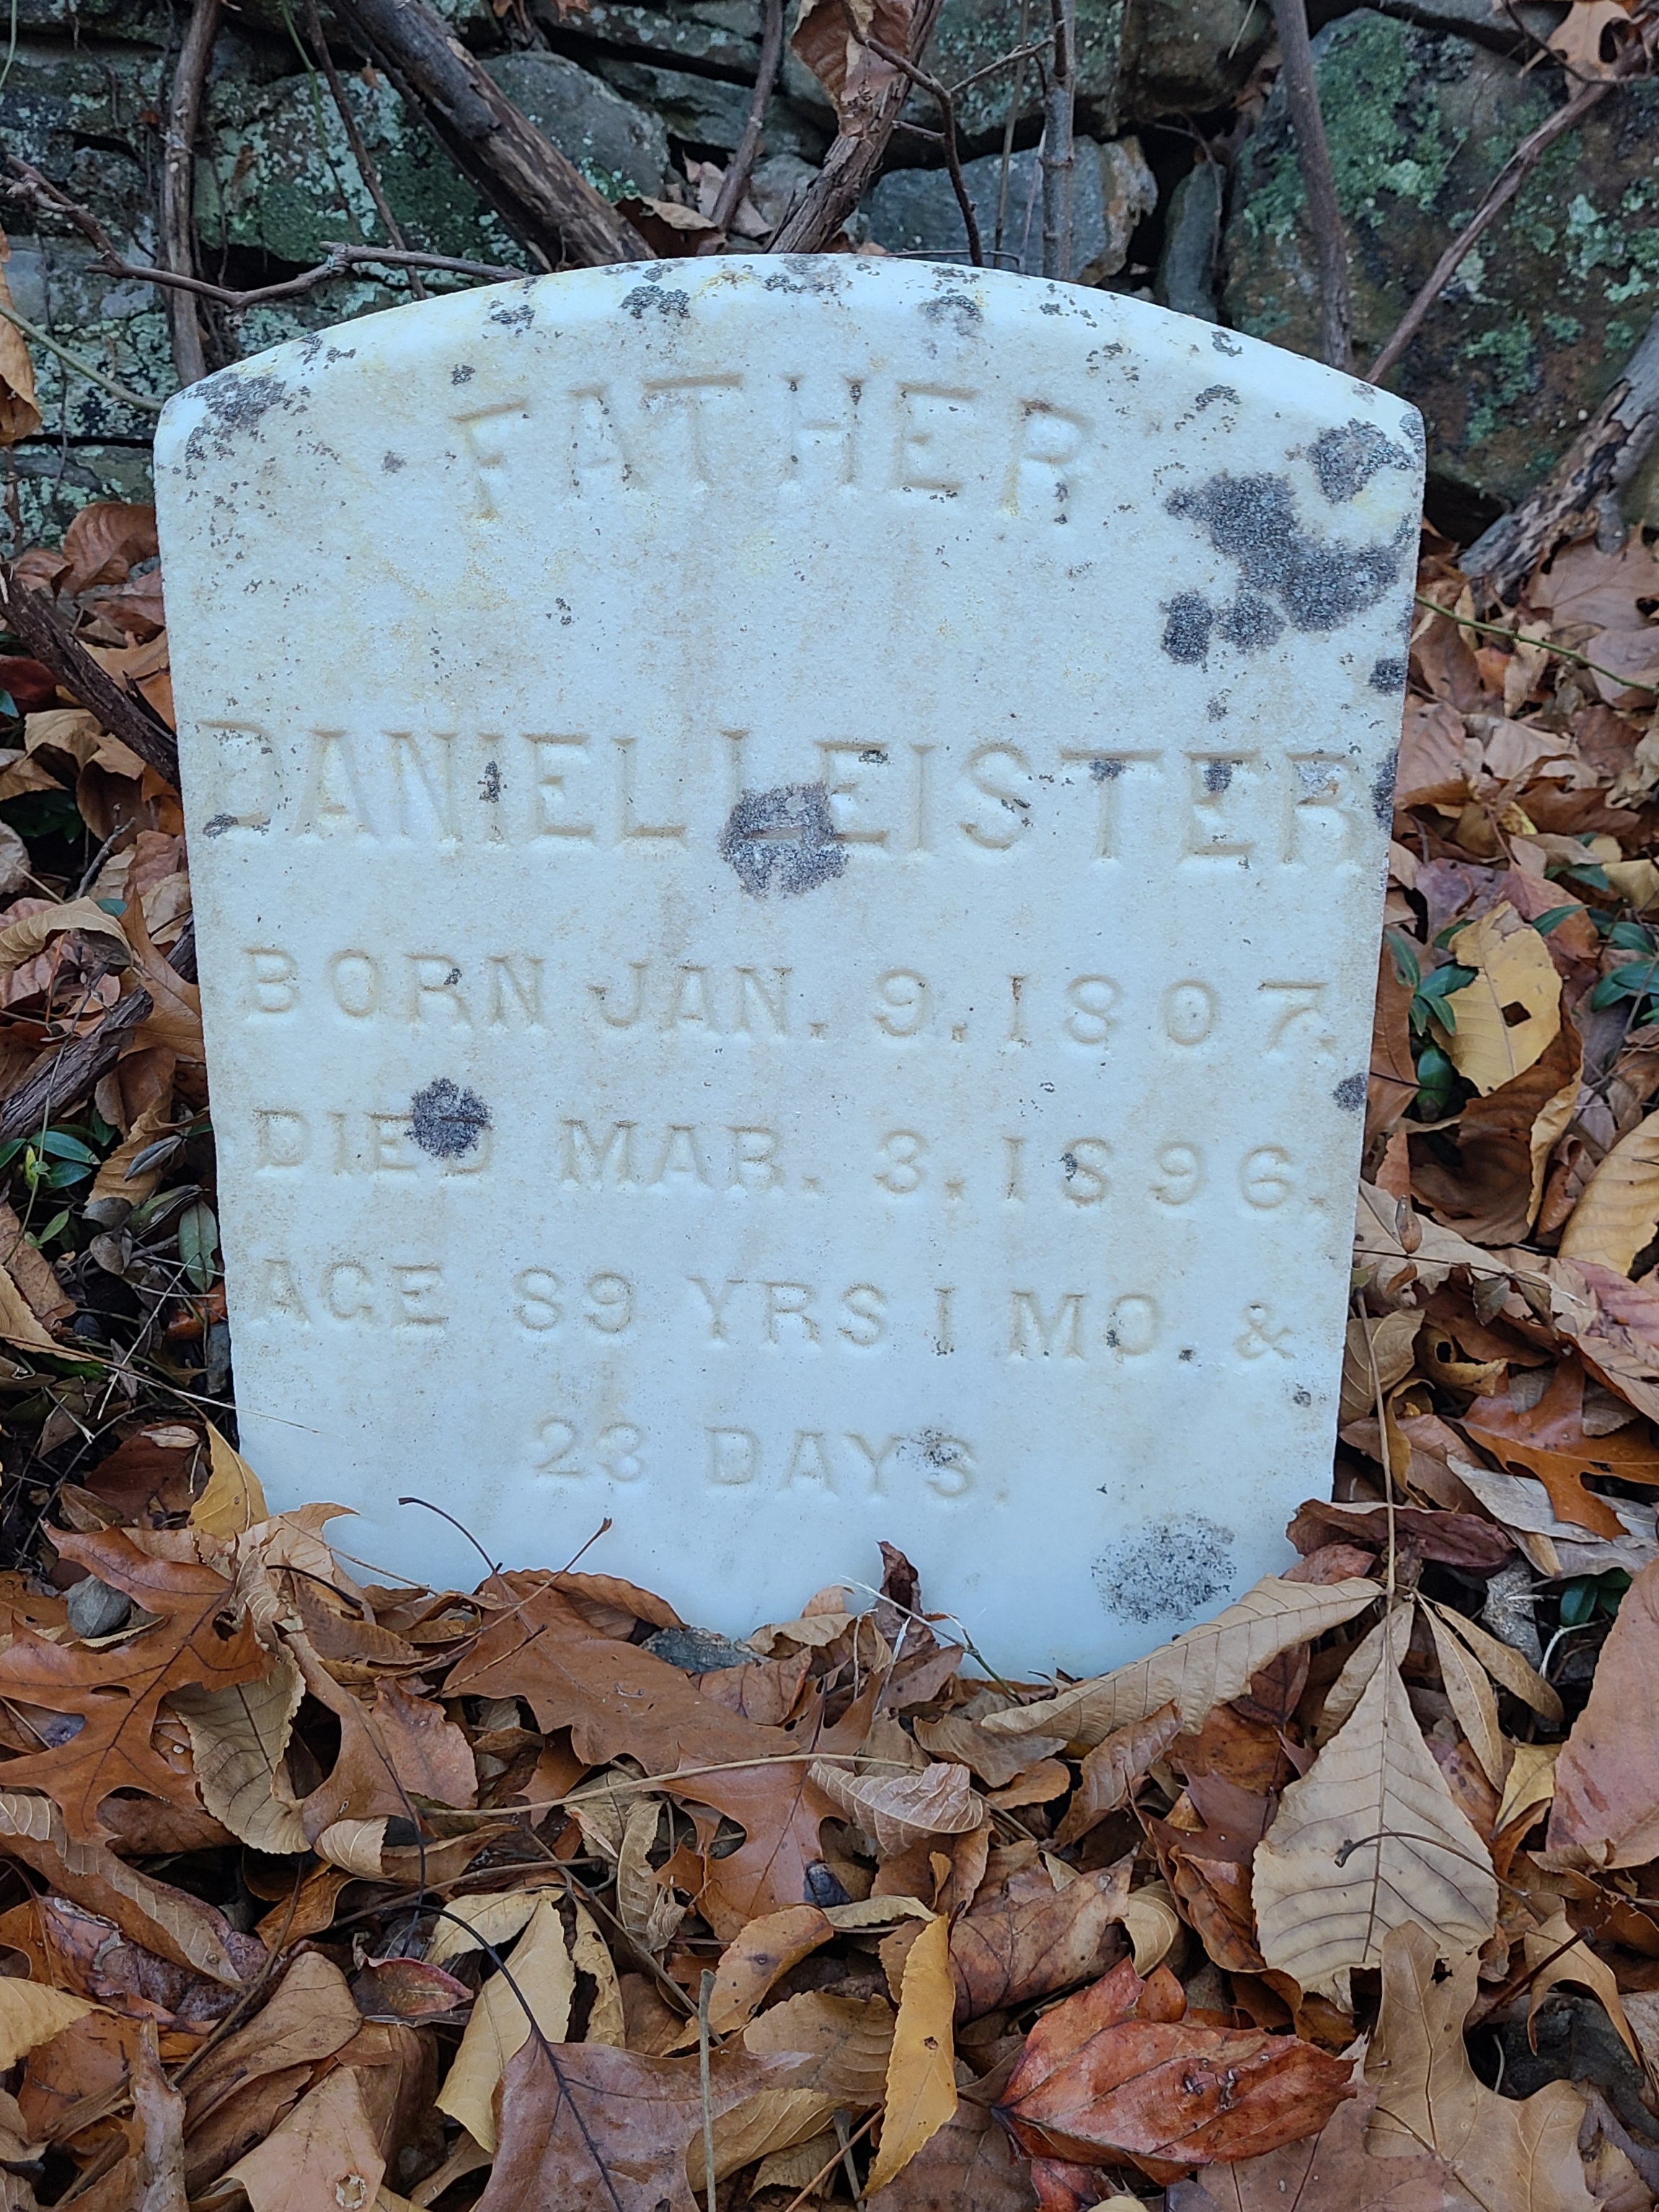 FATHER
DANIEL LEISTER
BORN JAN. 9, 1807.
DIED MAR. 3, 1896.
AGE 89 YRS 1 MO. &
23 DAYS.